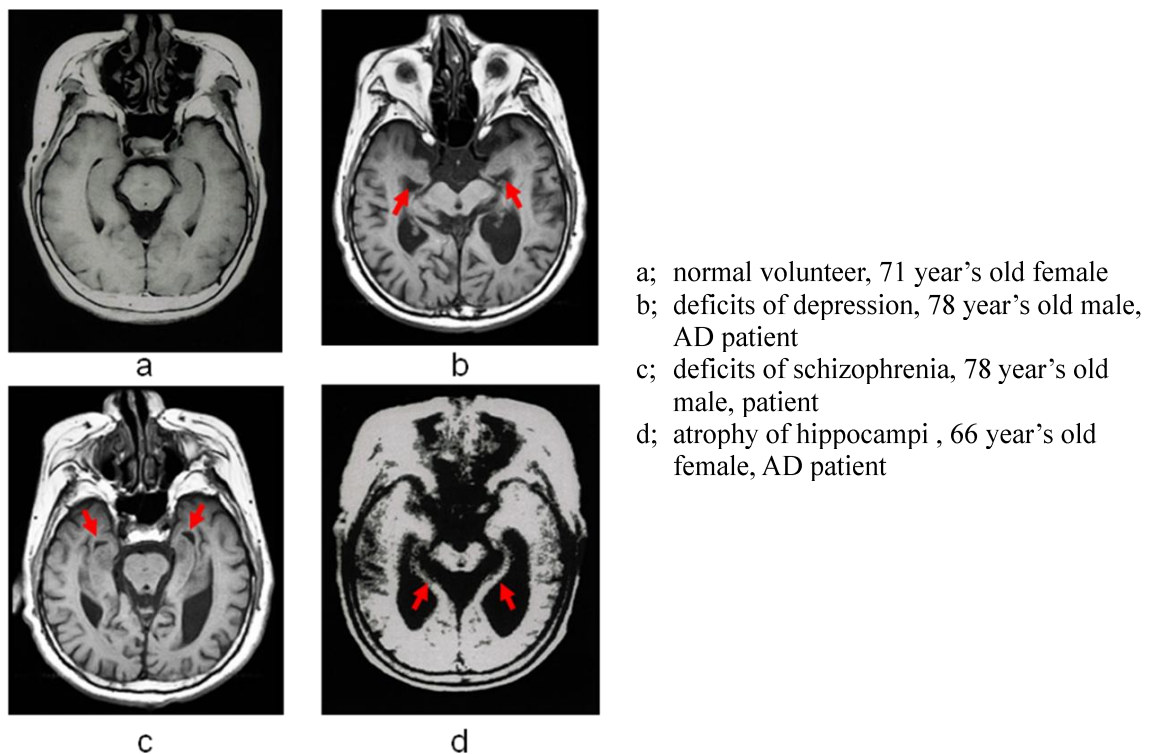 a
b
c
d
a; normal volunteer, 71 year’s old female
b; deficits of depression, 78 year’s old male,
AD patient
c; deficits of schizophrenia, 78 year’s old
male, patient
d; atrophy of hippocampi , 66 year’s old
female, AD patient